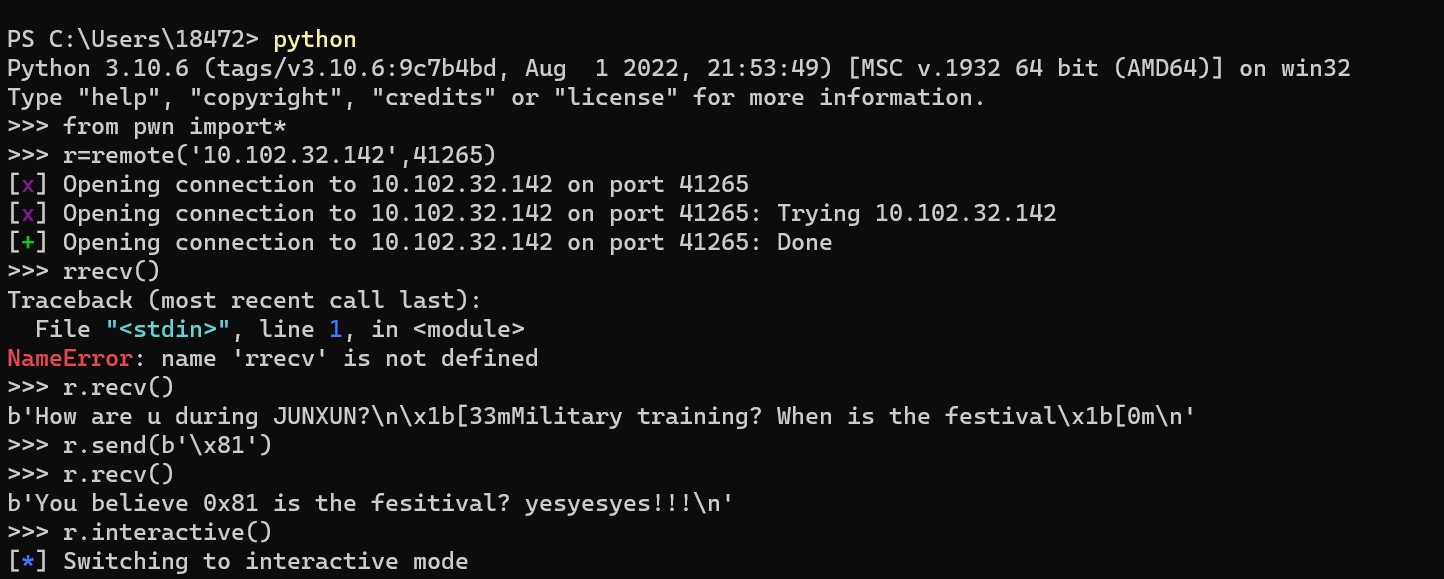 PS C:\Users\18472> python
Python 3.10.6 (tags/v3.10.6:9c7b4bd, Aug  1 2022, 21:53:49) [MSC v.1932 64 bit (AMD64)] on win32
Type "help", "copyright", "credits" or "license" for more information.
>>> from pwn import*
>>> r=remote('10.102.32.142',41265)
[x] Opening connection to 10.102.32.142 on port 41265
[x] Opening connection to 10.102.32.142 on port 41265: Trying 10.102.32.142
[+] Opening connection to 10.102.32.142 on port 41265: Done
>>> rrecv()
Traceback (most recent call last):
  File "<stdin>", line 1, in <module>
NameError: name 'rrecv' is not defined
>>> r.recv()
b'How are u during JUNXUN?\n\x1b[33mMilitary training? When is the festival\x1b[0m\n'
>>> r.send(b'\x81')
>>> r.recv()
b'You believe 0x81 is the fesitival? yesyesyes!!!\n'
>>> r.interactive()
[*] Switching to interactive mode